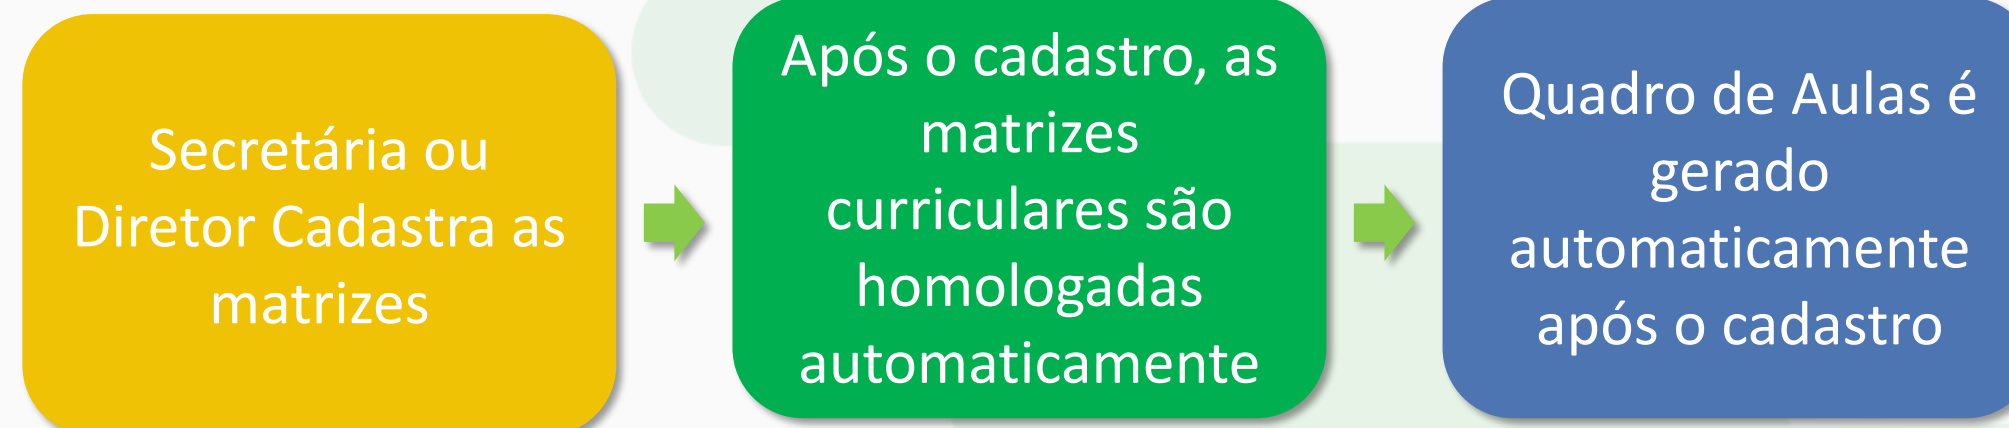 Secretária ou
Diretor Cadastra as
matrizes
Após o cadastro, as
matrizes
curriculares são
homologadas
automaticamente
Quadro de Aulas é
gerado
automaticamente
após o cadastro